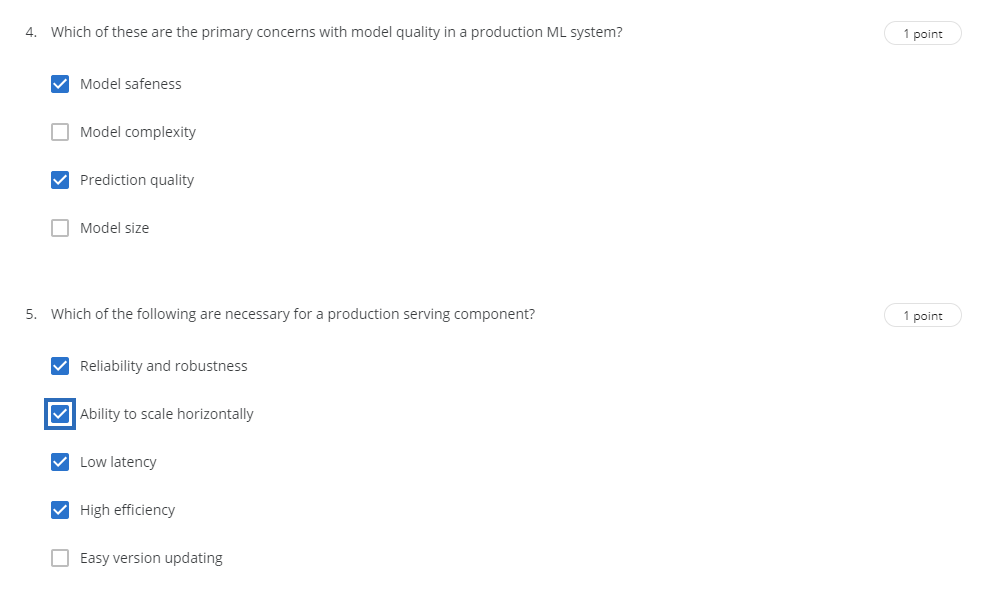 4. Which of these are the primary concerns with model quality in a production ML system?
1 point
Model safeness
Model complexity
Prediction quality
Model size
5. Which of the following are necessary for a production serving component?
1 point
Reliability and robustness
Ability to scale horizontally
Low latency
High efficiency
Easy version updating